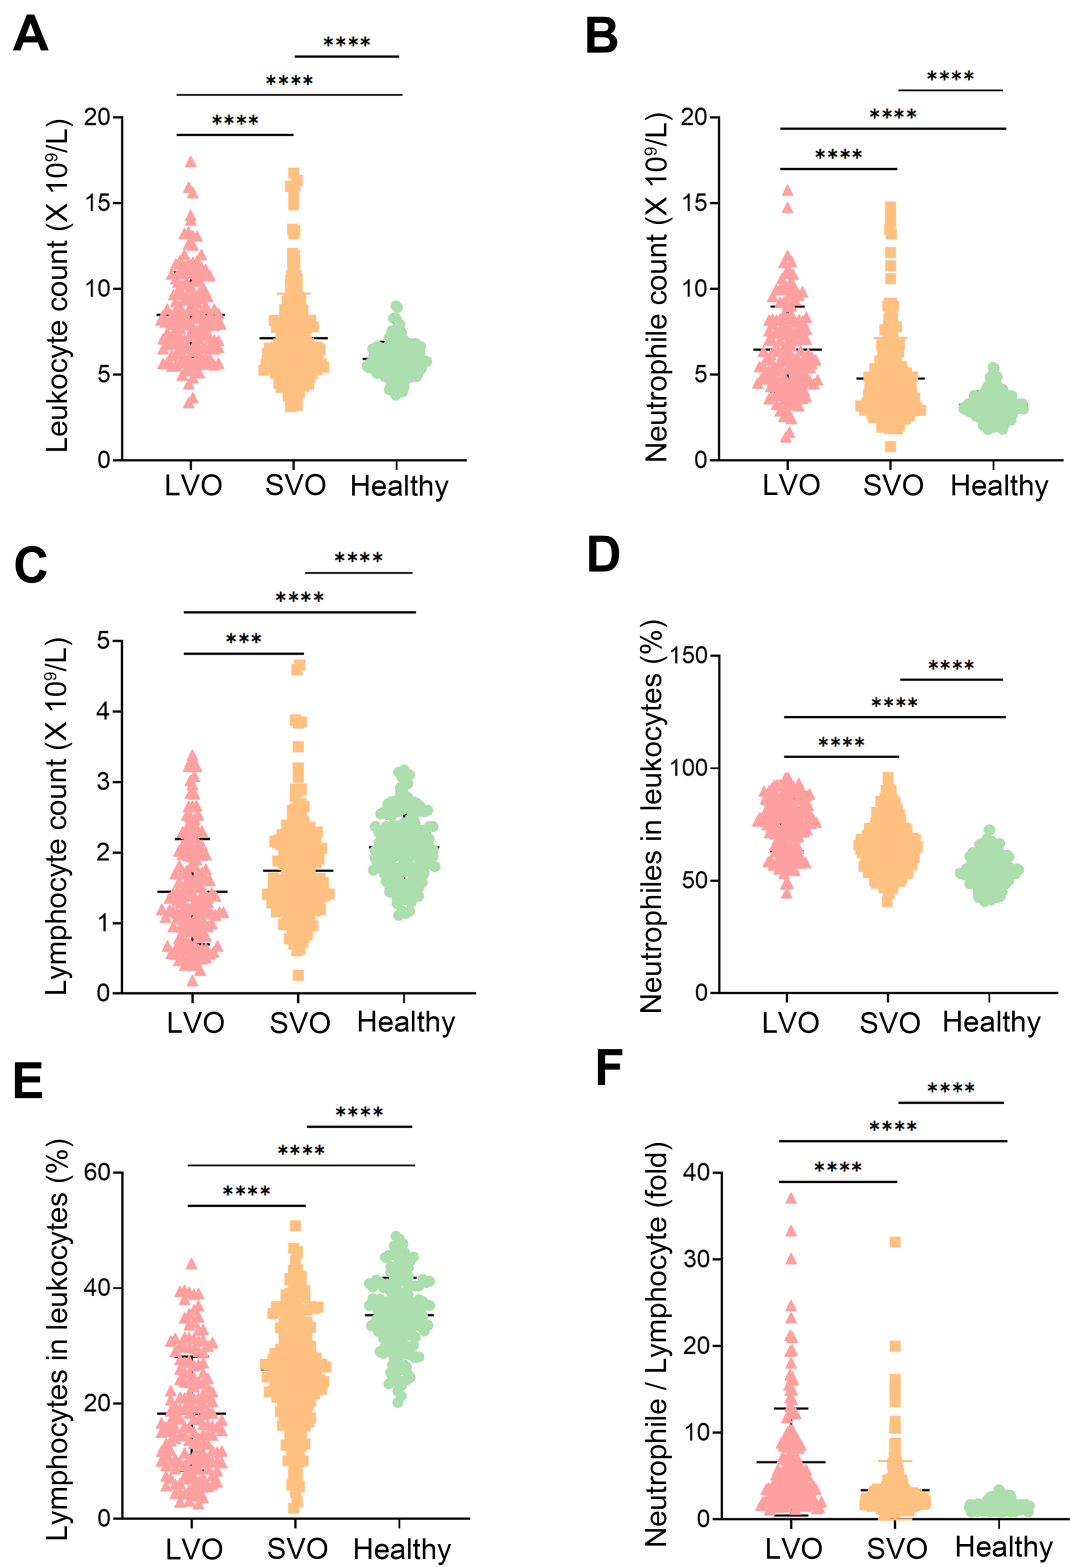 A
****
****
****
Leukocyte count (X 10⁹/L)
20
15
10
5
0
LVO SVO Healthy
B
****
****
****
Neutrophile count (X 10⁹/L)
20
15
10
5
0
LVO SVO Healthy
C
****
****
***
Lymphocyte count (X 10⁹/L)
5
4
3
2
1
0
LVO SVO Healthy
D
****
****
****
Neutrophiles in leukocytes (%)
150
100
50
0
LVO SVO Healthy
E
****
****
****
Lymphocytes in leukocytes (%)
60
40
20
0
LVO SVO Healthy
F
****
****
****
Neutrophile / Lymphocyte (fold)
40
30
20
10
0
LVO SVO Healthy